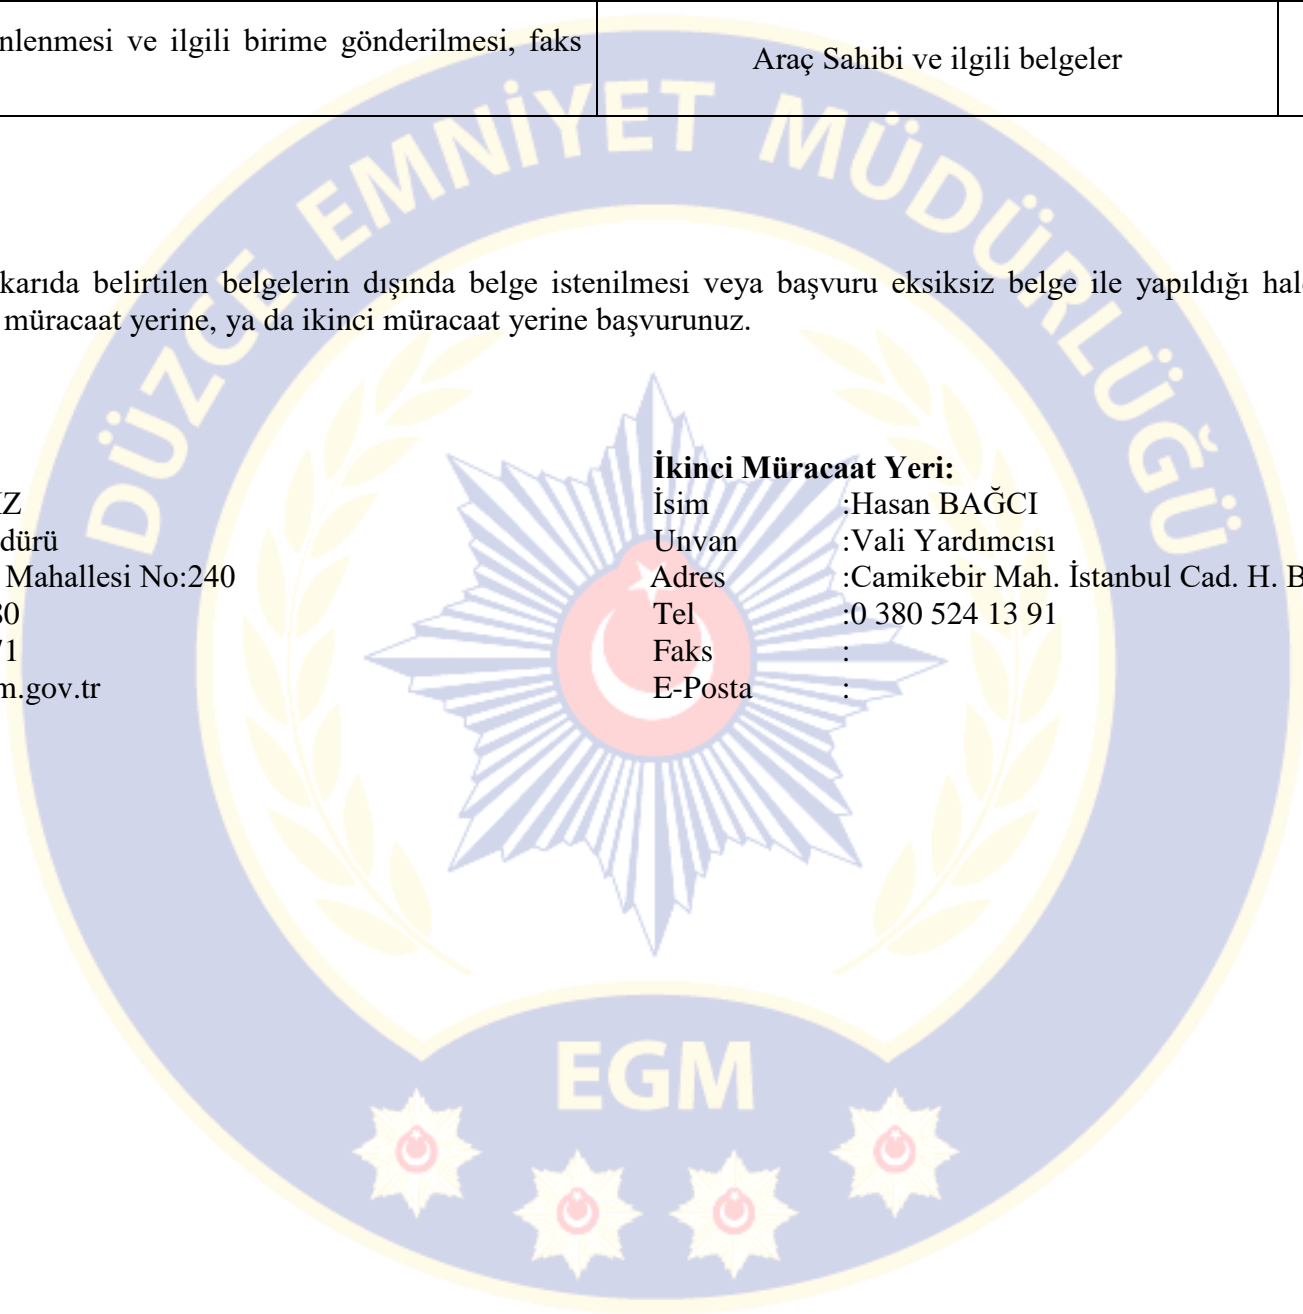 nlenmesi ve ilgili birime gönderilmesi, faks
Araç Sahibi ve ilgili belgeler
DÜZCE EMNİYET MÜDÜRLÜĞÜ
karıda belirtilen belgelerin dışında belge istenilmesi veya başvuru eksiksiz belge ile yapıldığı hal
müracaat yerine, ya da ikinci müracaat yerine başvurunuz.
İkinci Müracaat Yeri:
Z
İsim :Hasan BAĞCI
dürü
Unvan :Vali Yardımcısı
Mahallesi No:240
Adres :Camikebir Mah. İstanbul Cad. H. B
80
Tel :0 380 524 13 91
71
Faks :
m.gov.tr
E-Posta :
EGM